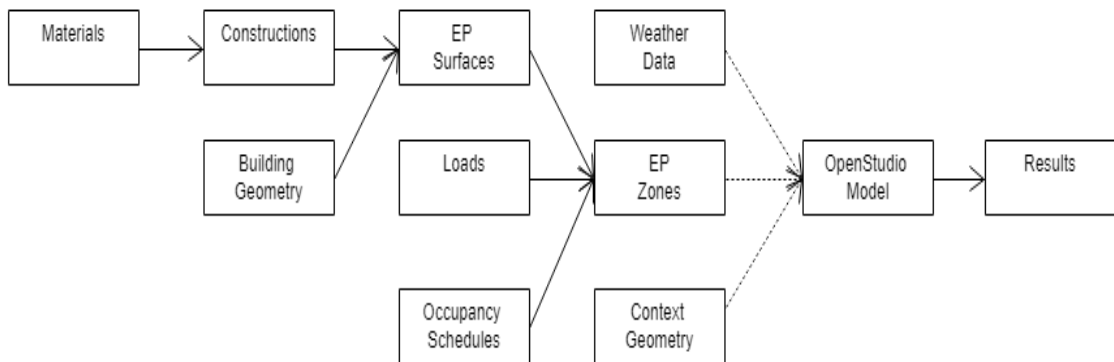 Materials
Constructions
EP
Surfaces
Weather
Data
Building
Geometry
Loads
EP
Zones
OpenStudio
Model
Results
Occupancy
Schedules
Context
Geometry